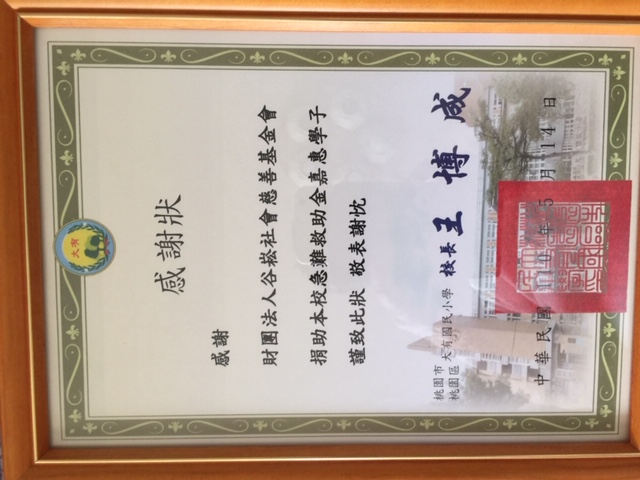 大有
感謝狀
感謝
財團法人谷崧社會慈善基金會
捐助本校急難救助金嘉惠學子
謹致此狀 敬表謝忱
桃園市
桃園區
大有國民小學
校長 王博威
中華民國 年 5 月 14 日